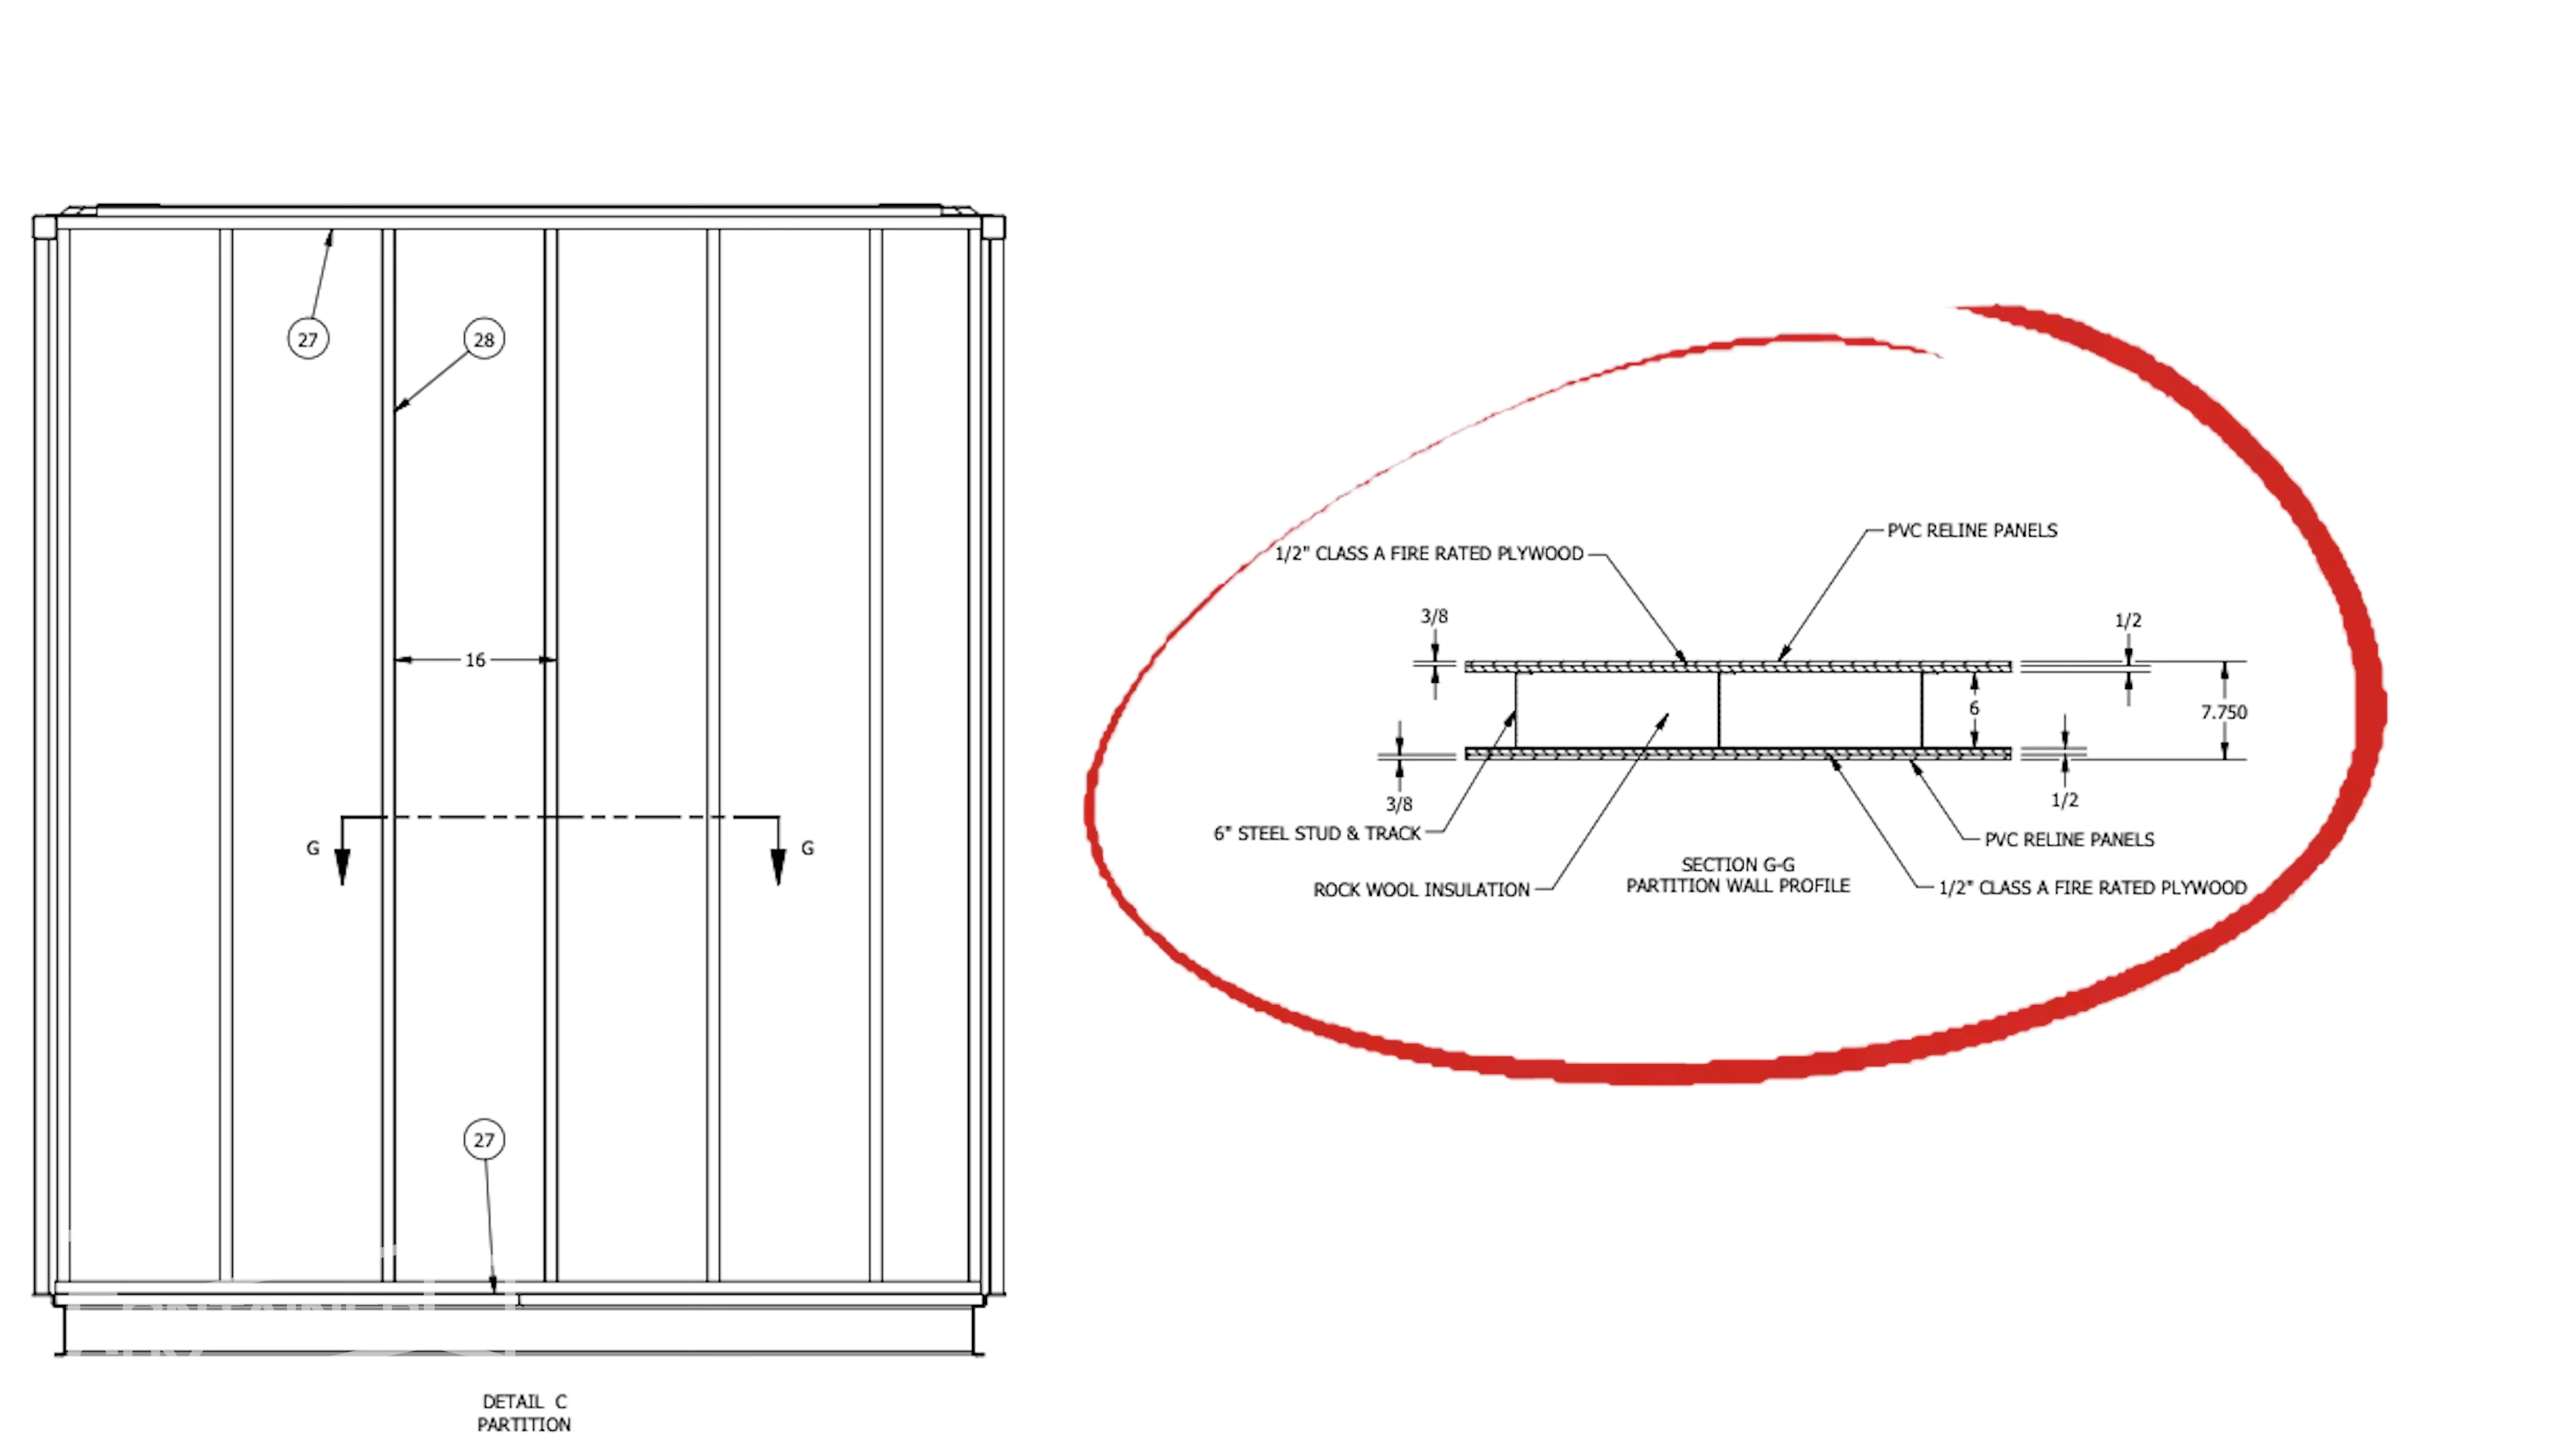 27
28
16
G
G
27
DETAIL C
PARTITION
PVC RELINE PANELS
1/2" CLASS A FIRE RATED PLYWOOD
3/8
1/2
6
7.750
3/8
1/2
6" STEEL STUD & TRACK
PVC RELINE PANELS
SECTION G-G
PARTITION WALL PROFILE
ROCK WOOL INSULATION
1/2" CLASS A FIRE RATED PLYWOOD